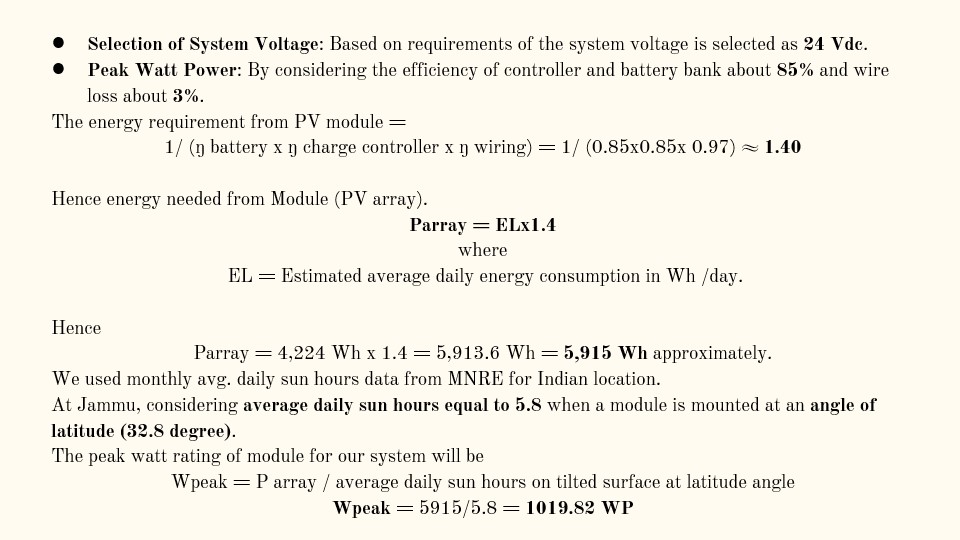 ● Selection of System Voltage: Based on requirements of the system voltage is selected as 24 Vdc.
● Peak Watt Power: By considering the efficiency of controller and battery bank about 85% and wire
loss about 3%.
The energy requirement from PV module =
1/ (ŋ battery x ŋ charge controller x ŋ wiring) = 1/ (0.85x0.85x 0.97) ≈ 1.40
Hence energy needed from Module (PV array).
Parray = ELx1.4
where
EL = Estimated average daily energy consumption in Wh /day.
Hence
Parray = 4,224 Wh x 1.4 = 5,913.6 Wh = 5,915 Wh approximately.
We used monthly avg. daily sun hours data from MNRE for Indian location.
At Jammu, considering average daily sun hours equal to 5.8 when a module is mounted at an angle of
latitude (32.8 degree).
The peak watt rating of module for our system will be
Wpeak = P array / average daily sun hours on tilted surface at latitude angle
Wpeak = 5915/5.8 = 1019.82 WP